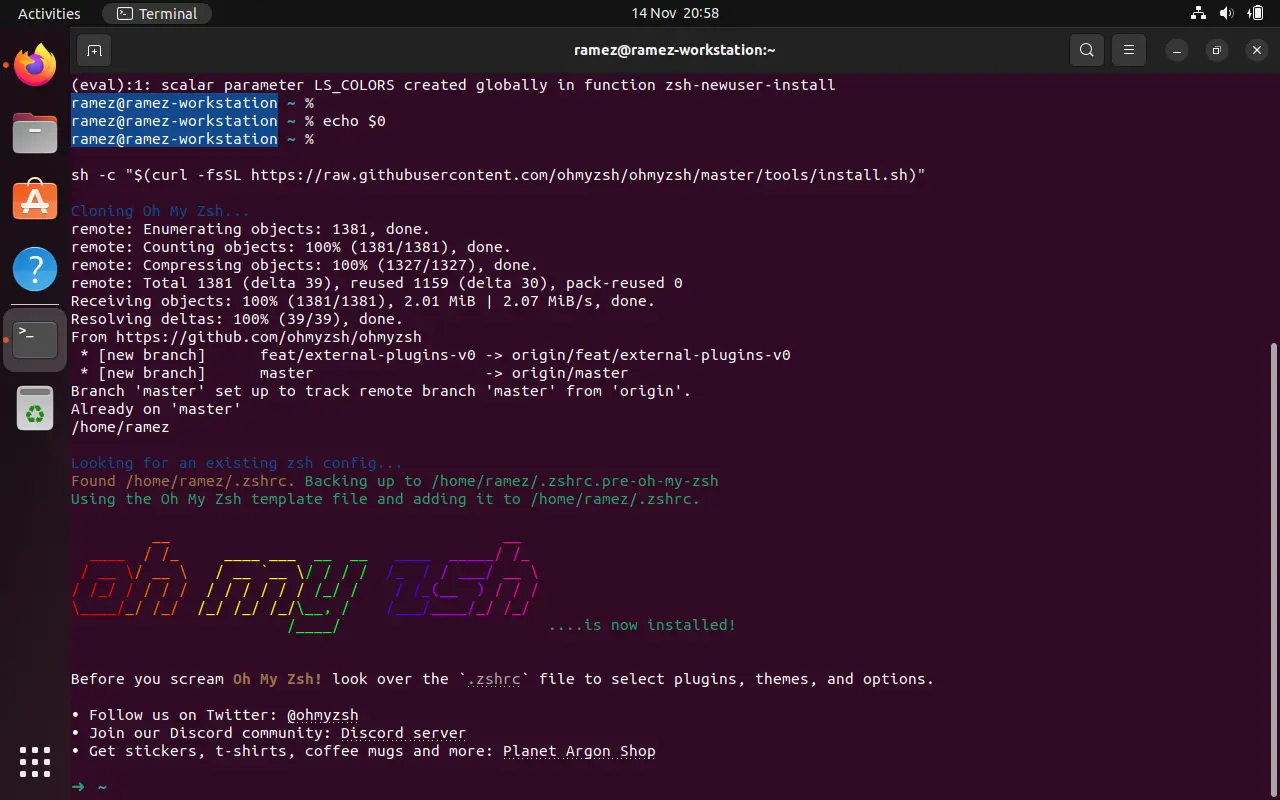 Activities
Terminal
14 Nov 20:58
ramez@ramez-workstation:~
(eval):1: scalar parameter LS_COLORS created globally in function zsh-newuser-install
ramez@ramez-workstation ~ %
ramez@ramez-workstation ~ % echo $0
ramez@ramez-workstation ~ %
sh -c "$(curl -fsSL https://raw.githubusercontent.com/ohmyzsh/ohmyzsh/master/tools/install.sh)"
Cloning Oh My Zsh...
remote: Enumerating objects: 1381, done.
remote: Counting objects: 100% (1381/1381), done.
remote: Compressing objects: 100% (1327/1327), done.
remote: Total 1381 (delta 39), reused 1159 (delta 30), pack-reused 0
Receiving objects: 100% (1381/1381), 2.01 MiB | 2.07 MiB/s, done.
Resolving deltas: 100% (39/39), done.
From https://github.com/ohmyzsh/ohmyzsh
* [new branch] feat/external-plugins-v0 -> origin/feat/external-plugins-v0
* [new branch] master -> origin/master
Branch 'master' set up to track remote branch 'master' from 'origin'.
Already on 'master'
/home/ramez
Looking for an existing zsh config...
Found /home/ramez/.zshrc. Backing up to /home/ramez/.zshrc.pre-oh-my-zsh
Using the Oh My Zsh template file and adding it to /home/ramez/.zshrc.
oh my zsh
....is now installed!
Before you scream Oh My Zsh! look over the `.zshrc` file to select plugins, themes, and options.
• Follow us on Twitter: @ohmyzsh
• Join our Discord community: Discord server
• Get stickers, t-shirts, coffee mugs and more: Planet Argon Shop
➜ ~